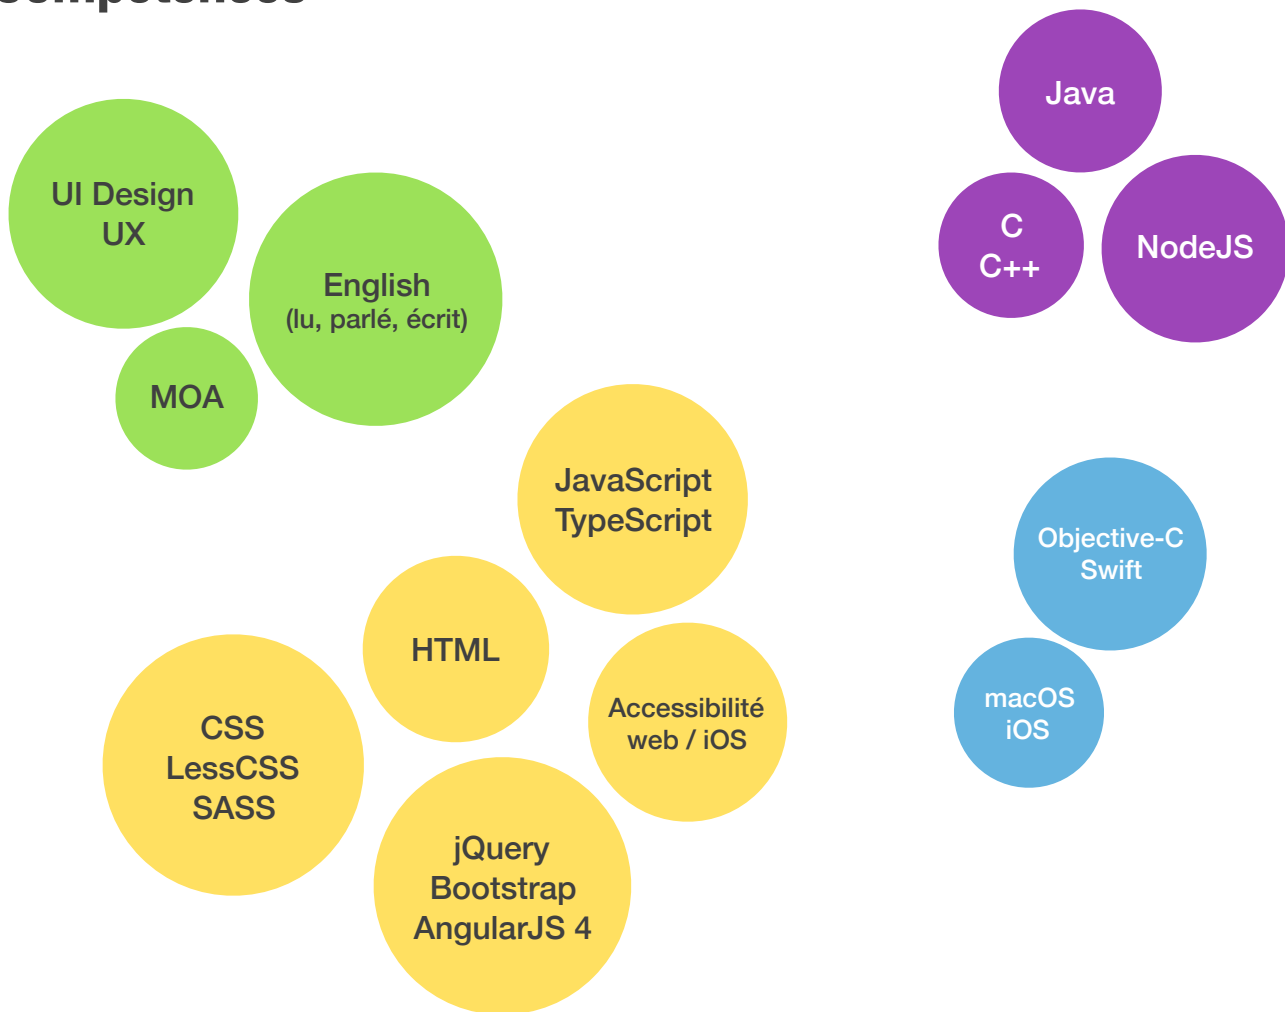 Compétences
UI Design
UX
English
(lu, parlé, écrit)
MOA
Java
C
C++
NodeJS
JavaScript
TypeScript
HTML
Accessibilité
web / iOS
CSS
LessCSS
SASS
jQuery
Bootstrap
AngularJS 4
Objective-C
Swift
macOS
iOS